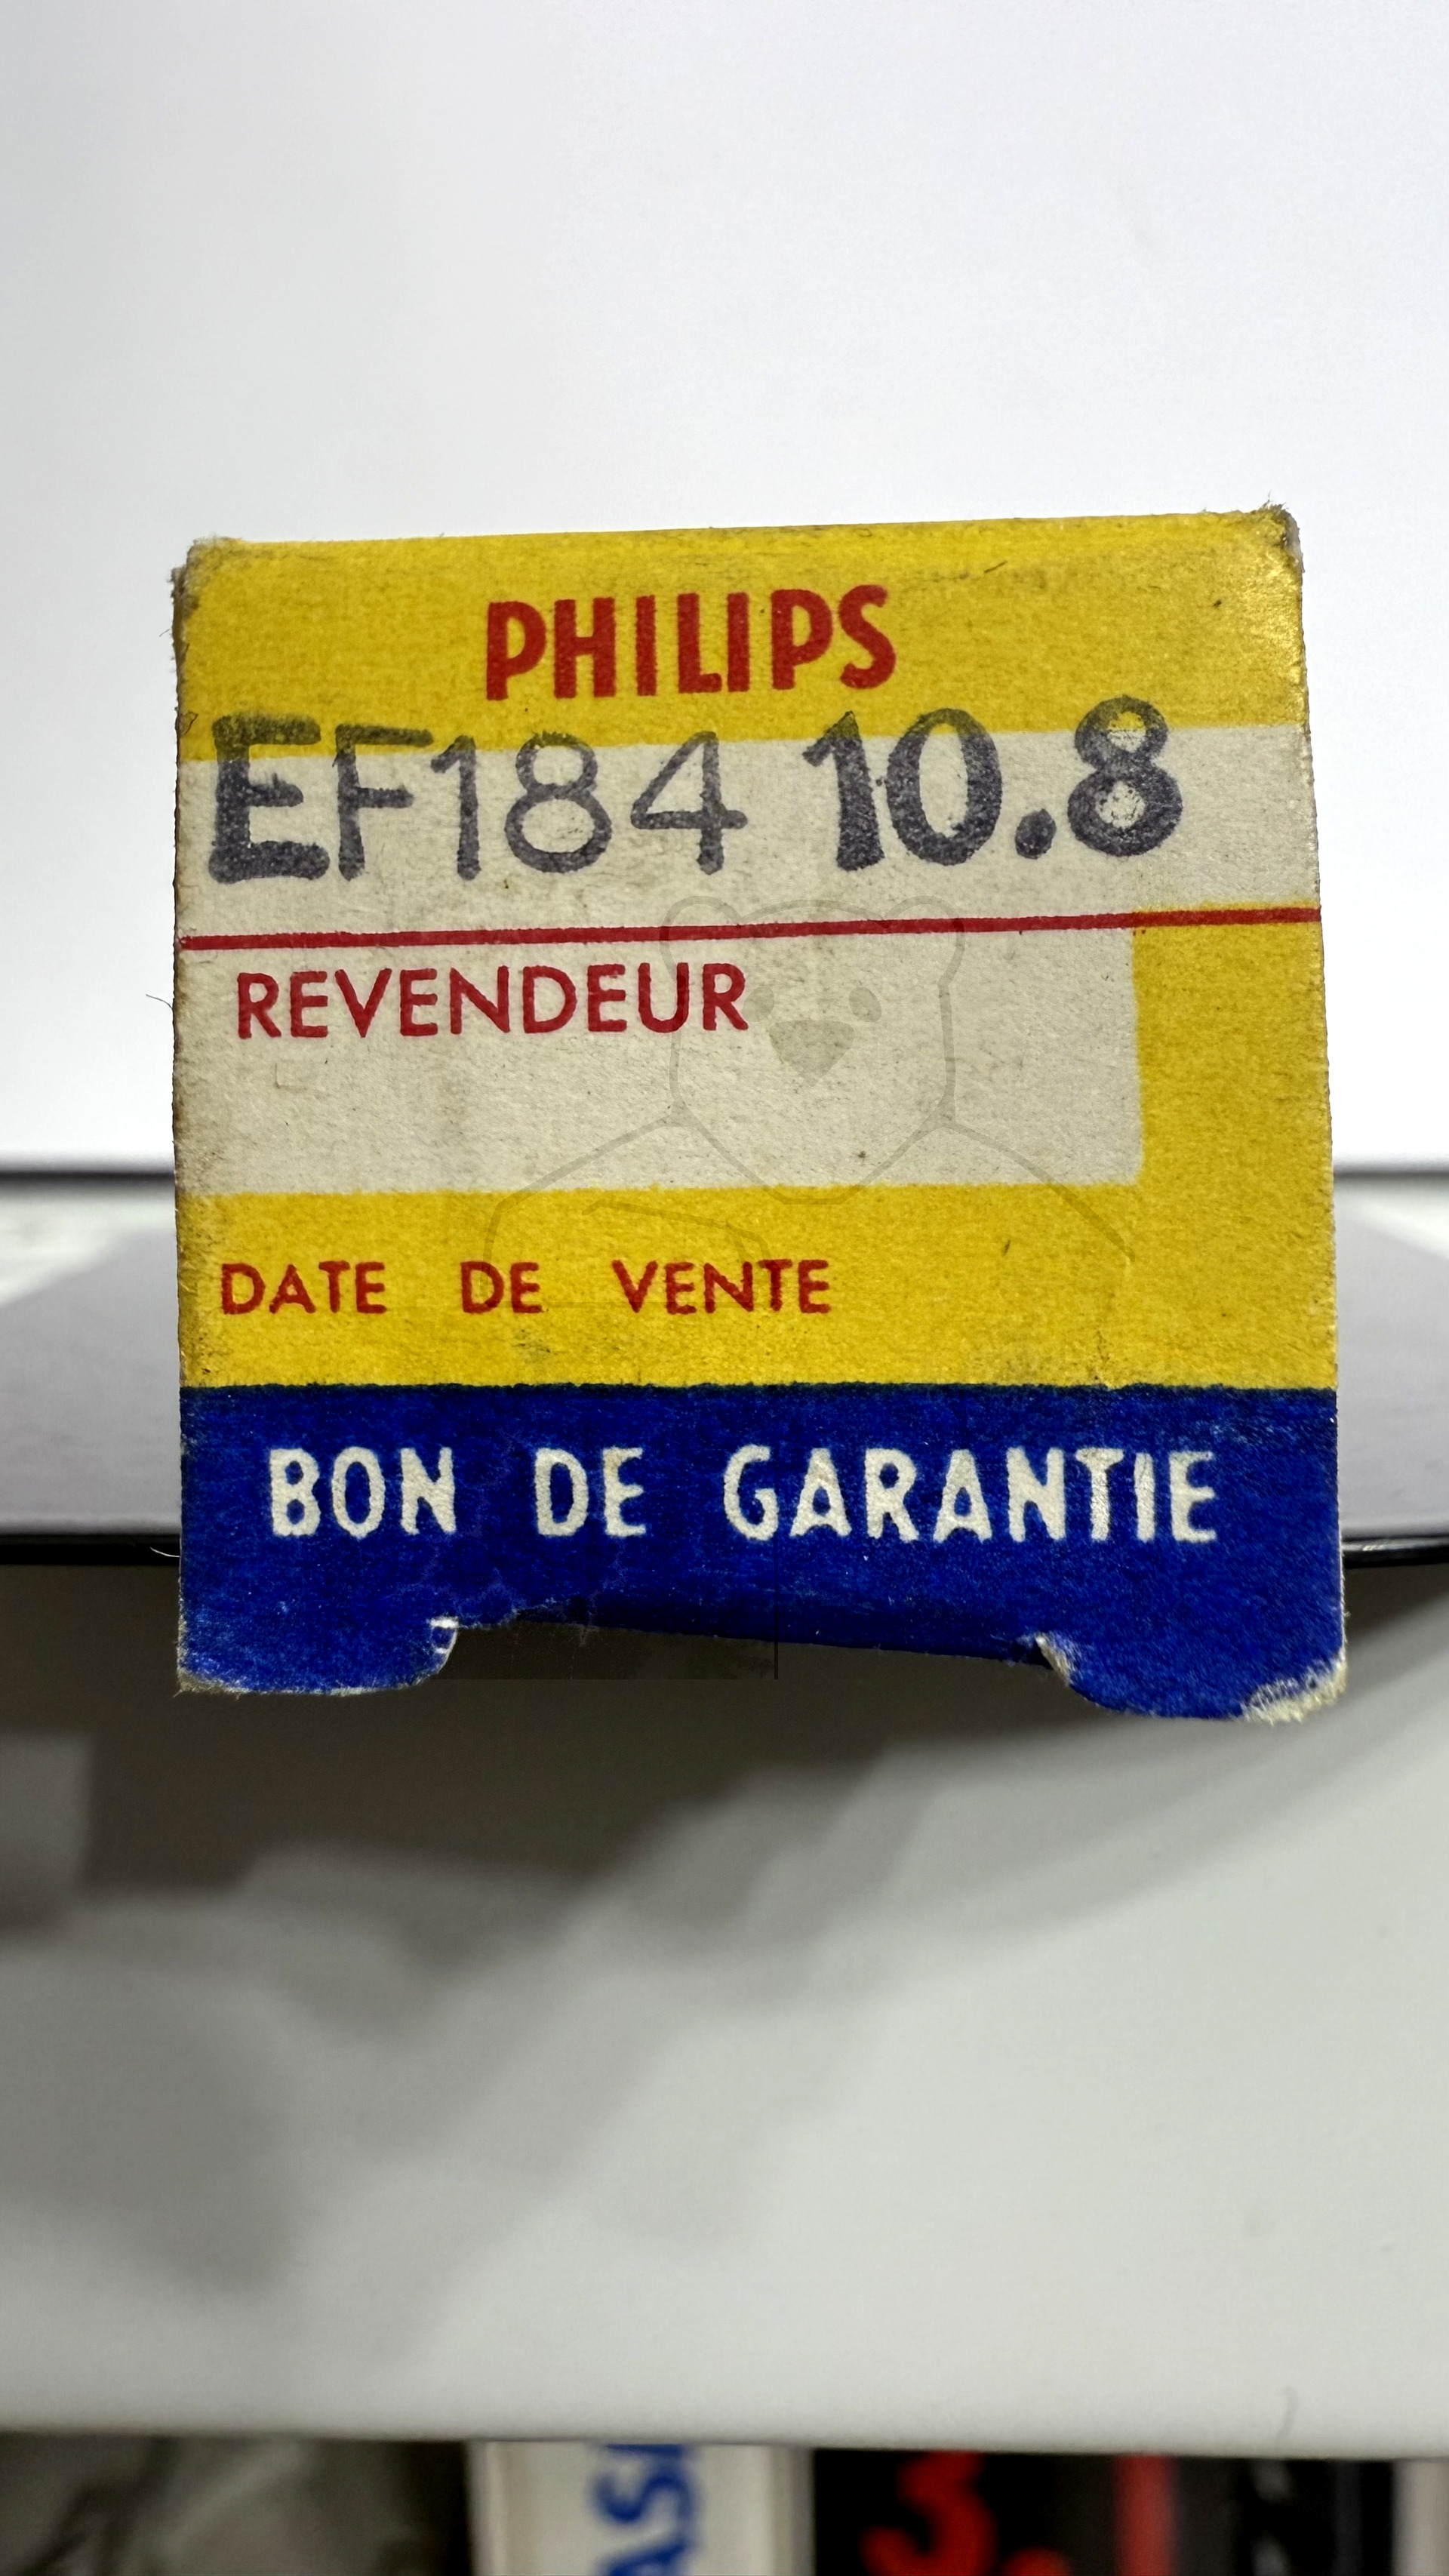 PHILIPS
EF184 10.8
REVENDEUR
DATE DE VENTE
BON DE GARANTIE